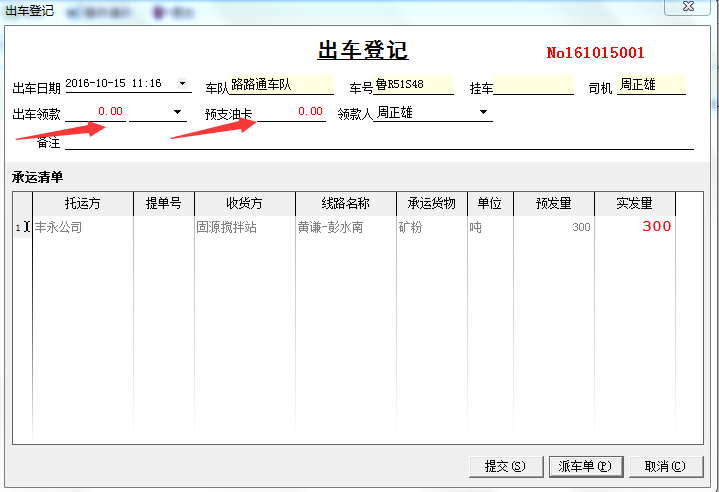 出车登记
出车登记
No161015001
出车日期 2016-10-15 11:16 车队 路路通车队 车号 鲁R51S48 挂车 司机 周正雄
出车领款 0.00 预支油卡 0.00 领款人 周正雄
备注
承运清单
托运方 提单号 收货方 线路名称 承运货物 单位 预发量 实发量
1 丰永公司 固源搅拌站 黄谦-彭水南 矿粉 吨 300 300
提交(S) 派车单(P) 取消(C)